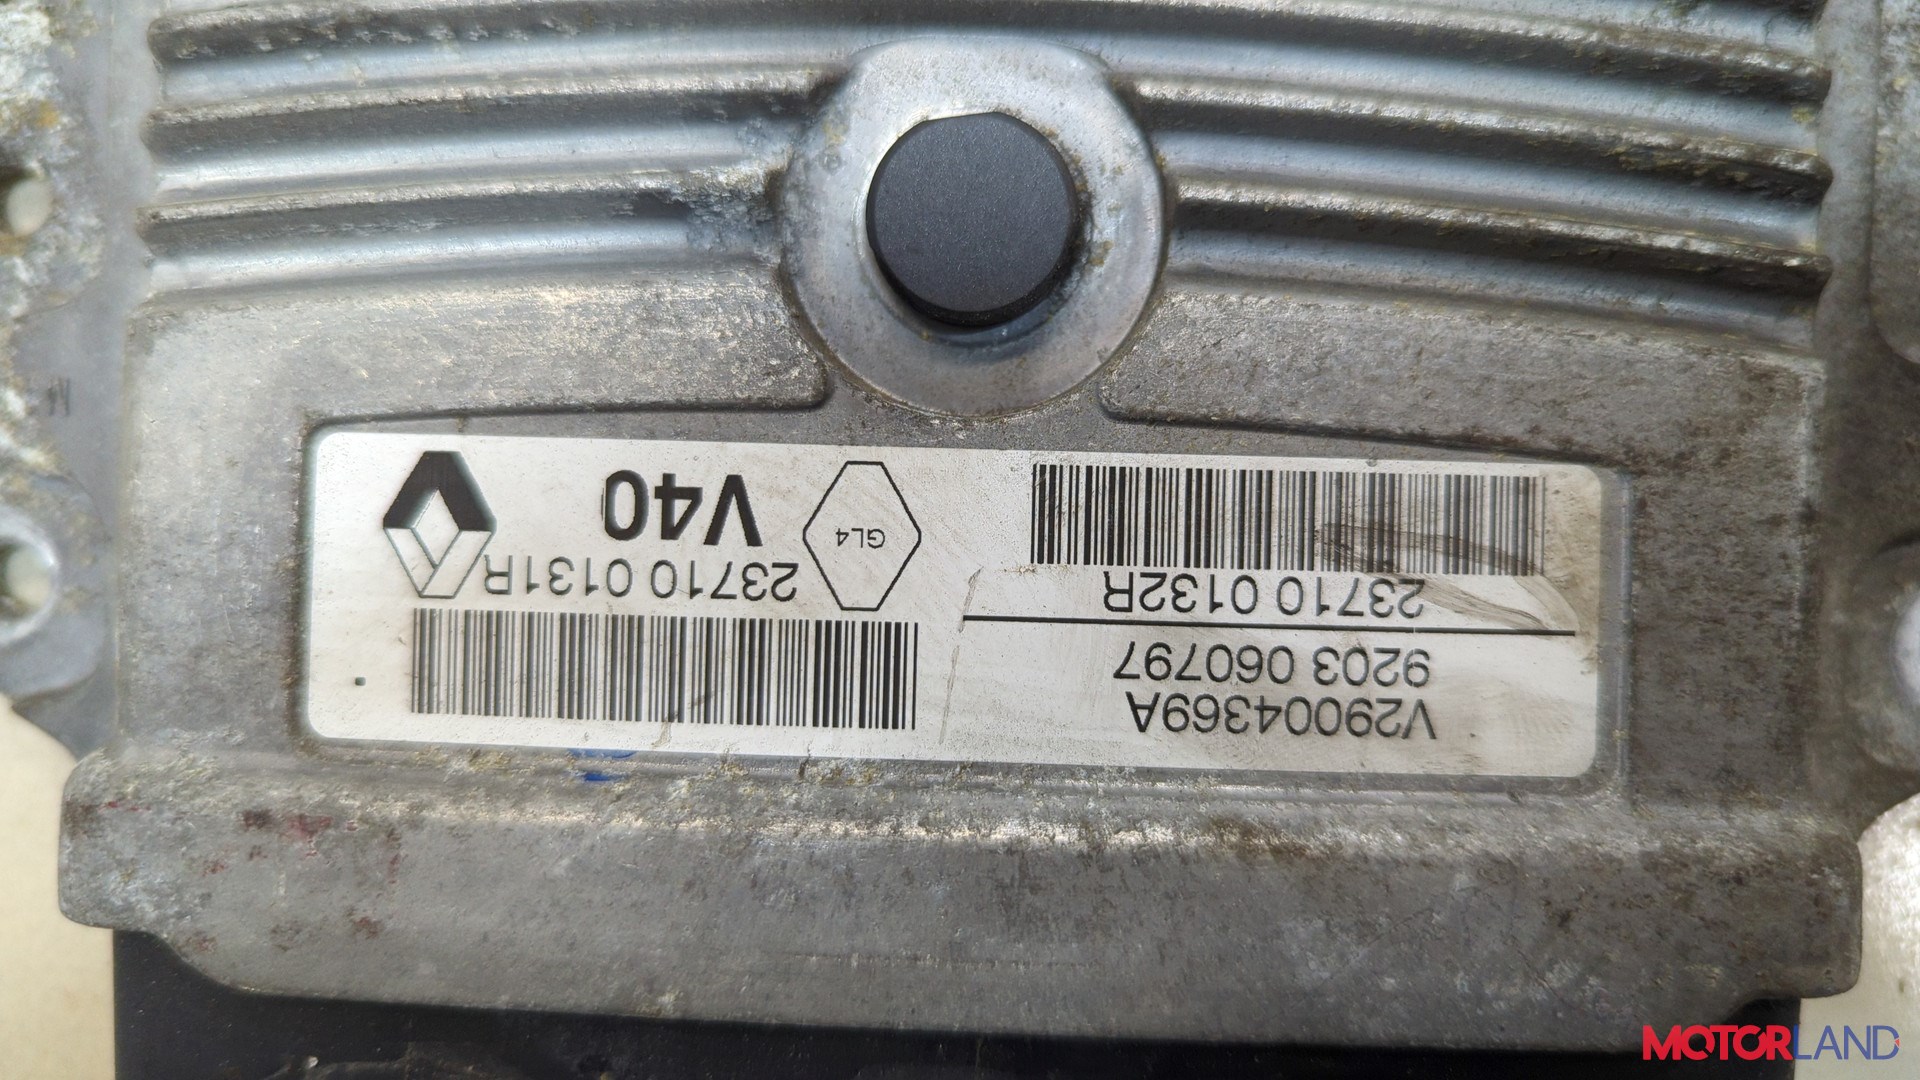 V29004369A
9203 060797
23710 0132R
23710 0131R
GL4
V40
MOTORLAND